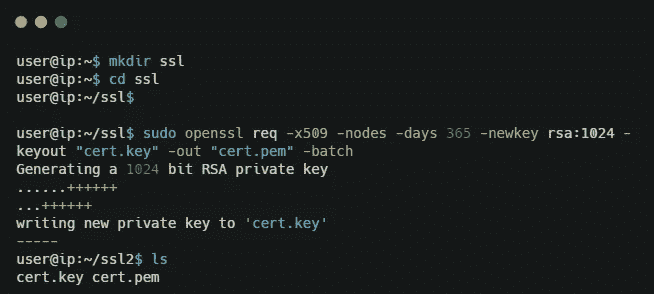 user@ip:~$ mkdir ssl
user@ip:~$ cd ssl
user@ip:~/ssl$
user@ip:~/ssl$ sudo openssl req -x509 -nodes -days 365 -newkey rsa:1024 -
keyout "cert.key" -out "cert.pem" -batch
Generating a 1024 bit RSA private key
......++++++
...++++++
writing new private key to 'cert.key'
-----
user@ip:~/ssl2$ ls
cert.key cert.pem